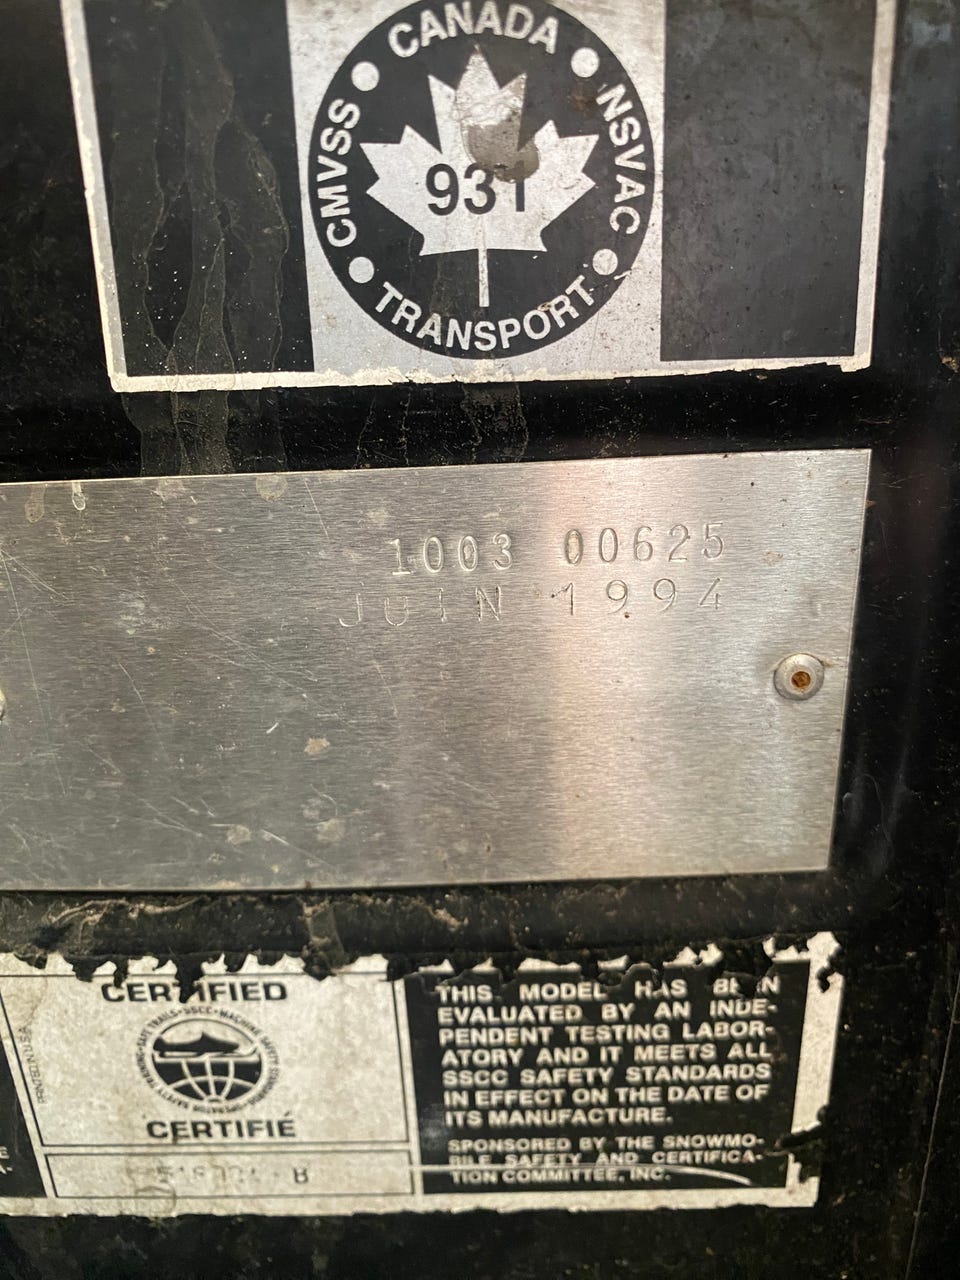 CANADA
CMVSS
NSVAC
931
TRANSPORT
1003 00625
JUIN 1994
CERTIFIED
CERTIFIÉ
B
THIS MODEL HAS BEEN
EVALUATED BY AN INDE-
PENDENT TESTING LABOR-
ATORY AND IT MEETS ALL
SSCC SAFETY STANDARDS
IN EFFECT ON THE DATE OF
ITS MANUFACTURE.
SPONSORED BY THE SNOWMO-
BILE SAFETY AND CERTIFICA-
TION COMMITTEE, INC.